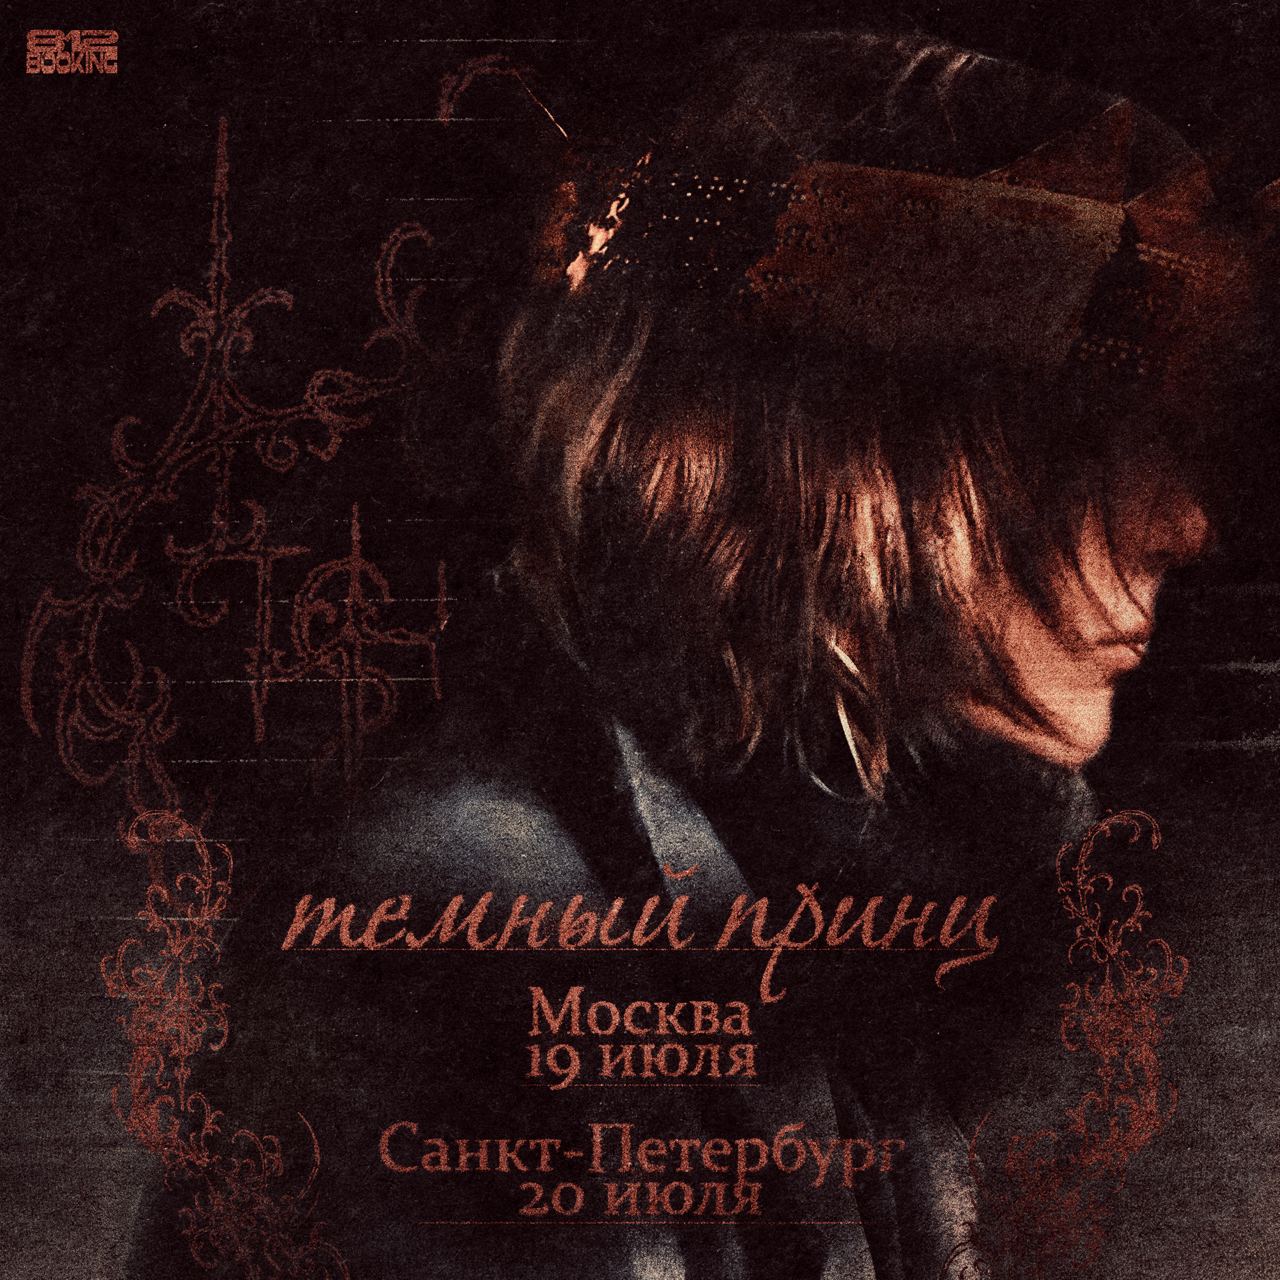 812
BOOKING
темный принц
Москва
19 июля
Санкт-Петербург
20 июля